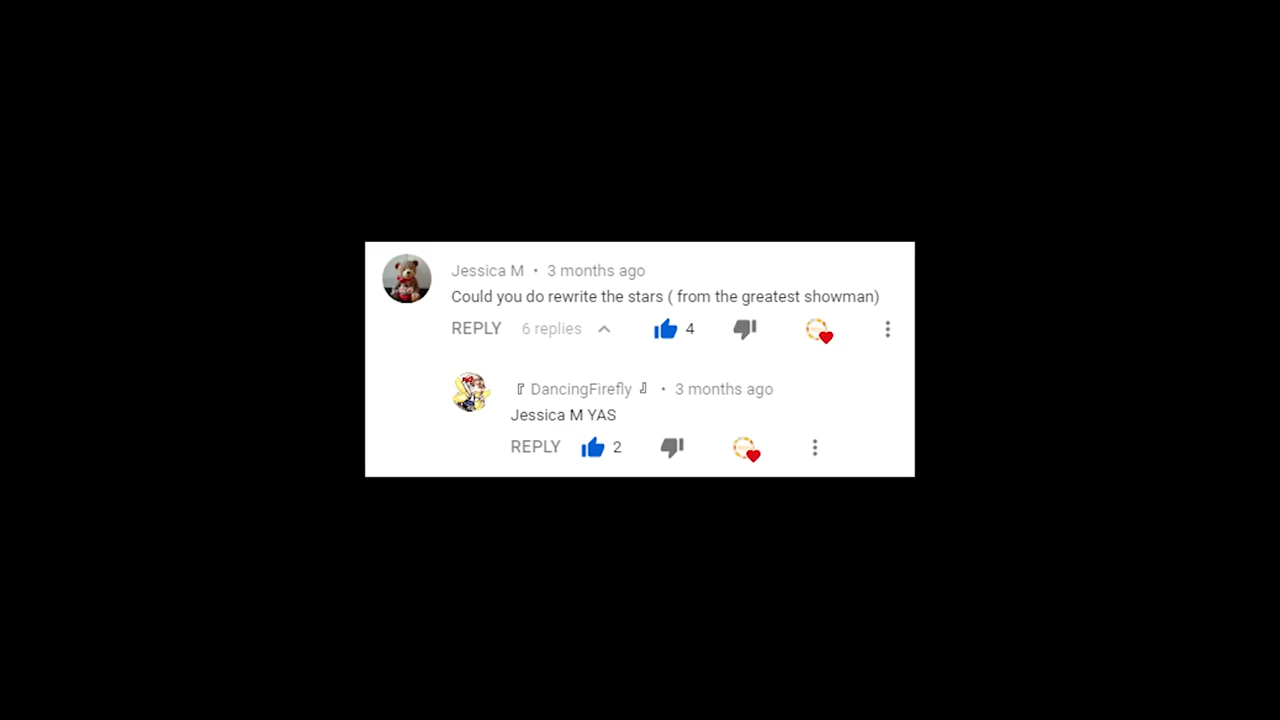 Jessica M • 3 months ago
Could you do rewrite the stars ( from the greatest showman)
REPLY 6 replies 4
『 DancingFirefly 』 • 3 months ago
Jessica M YAS
REPLY 2